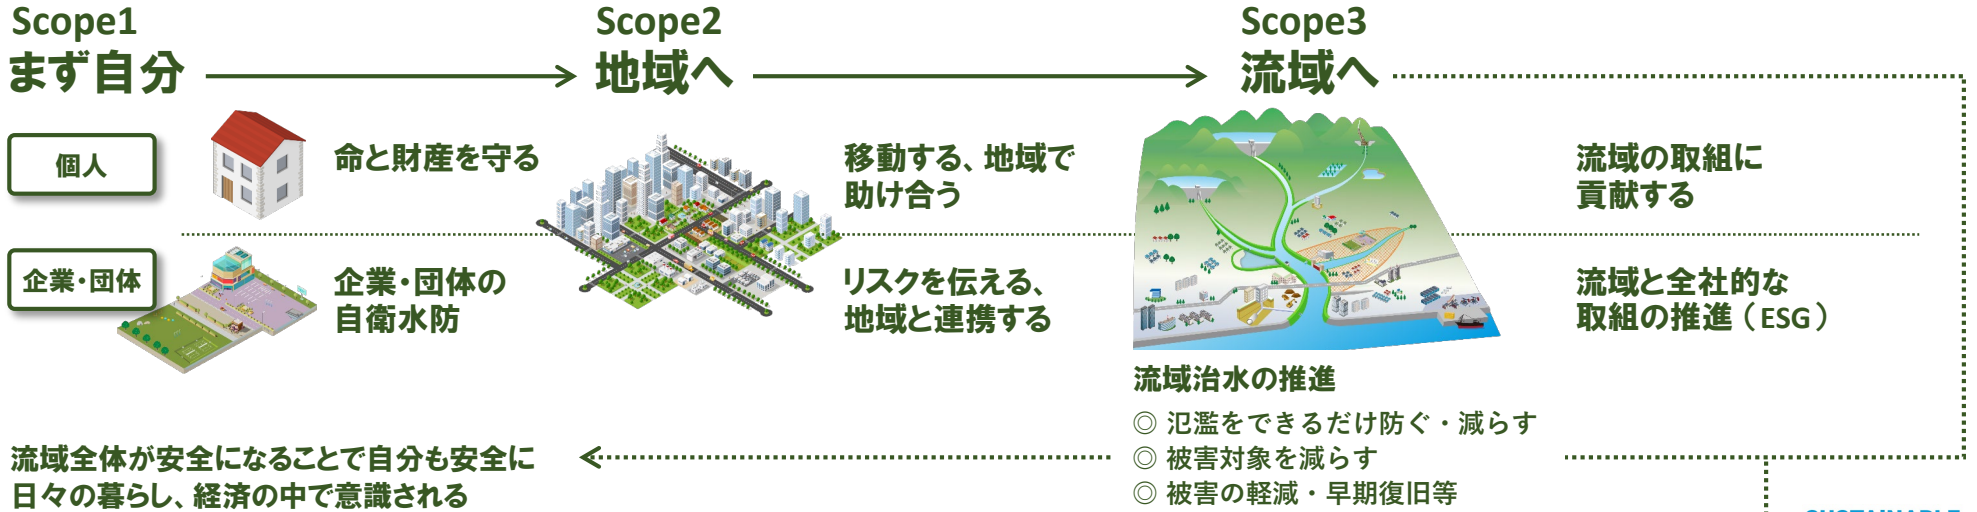 Scope1
まず自分
Scope2
地域へ
Scope3
流域へ
個人
命と財産を守る
移動する、地域で
助け合う
流域の取組に
貢献する
企業・団体
企業・団体の
自衛水防
リスクを伝える、
地域と連携する
流域と全社的な
取組の推進（ESG）
流域治水の推進
◎ 氾濫をできるだけ防ぐ・減らす
◎ 被害対象を減らす
◎ 被害の軽減・早期復旧等
流域全体が安全になることで自分も安全に
日々の暮らし、経済の中で意識される
SUSTAINABLE